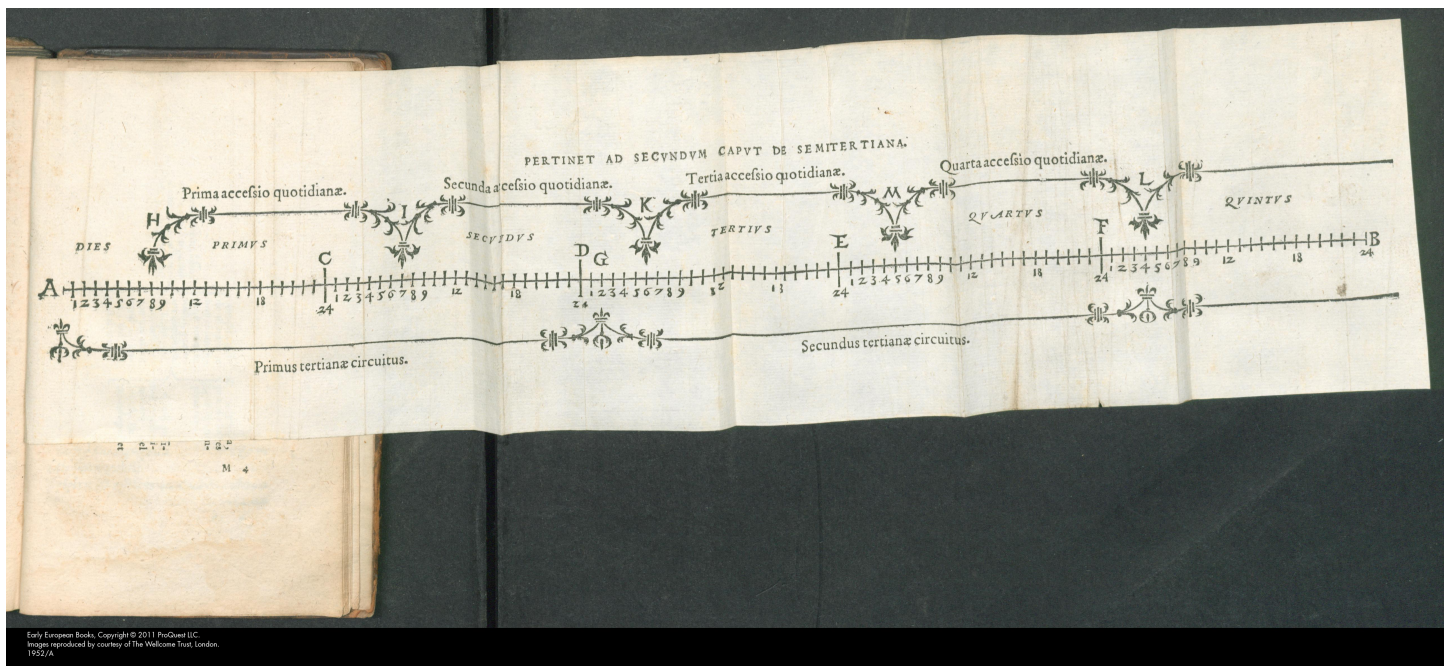 PERTINET AD SECVNDVM CAPVT DE SEMITERTIANA.
Prima acceſsio quotidianæ.
Secunda acceſsio quotidianæ.
Tertia acceſsio quotidianæ.
Quarta acceſsio quotidianæ.
H I K M L
DIES PRIMVS SECVIDVS TERTIVS QVARTVS QVINTVS
A C D G E F B
1 2 3 4 5 6 7 8 9 12 18 24 1 2 3 4 5 6 7 8 9 12 18 24 1 2 3 4 5 6 7 8 9 12 13 24 1 2 3 4 5 6 7 8 9 12 18 24 1 2 3 4 5 6 7 8 9 12 18 24
Primus tertianæ circuitus.
Secundus tertianæ circuitus.
M 4
Early European Books, Copyright © 2011 ProQuest LLC.
Images reproduced by courtesy of The Wellcome Trust, London.
1952/A